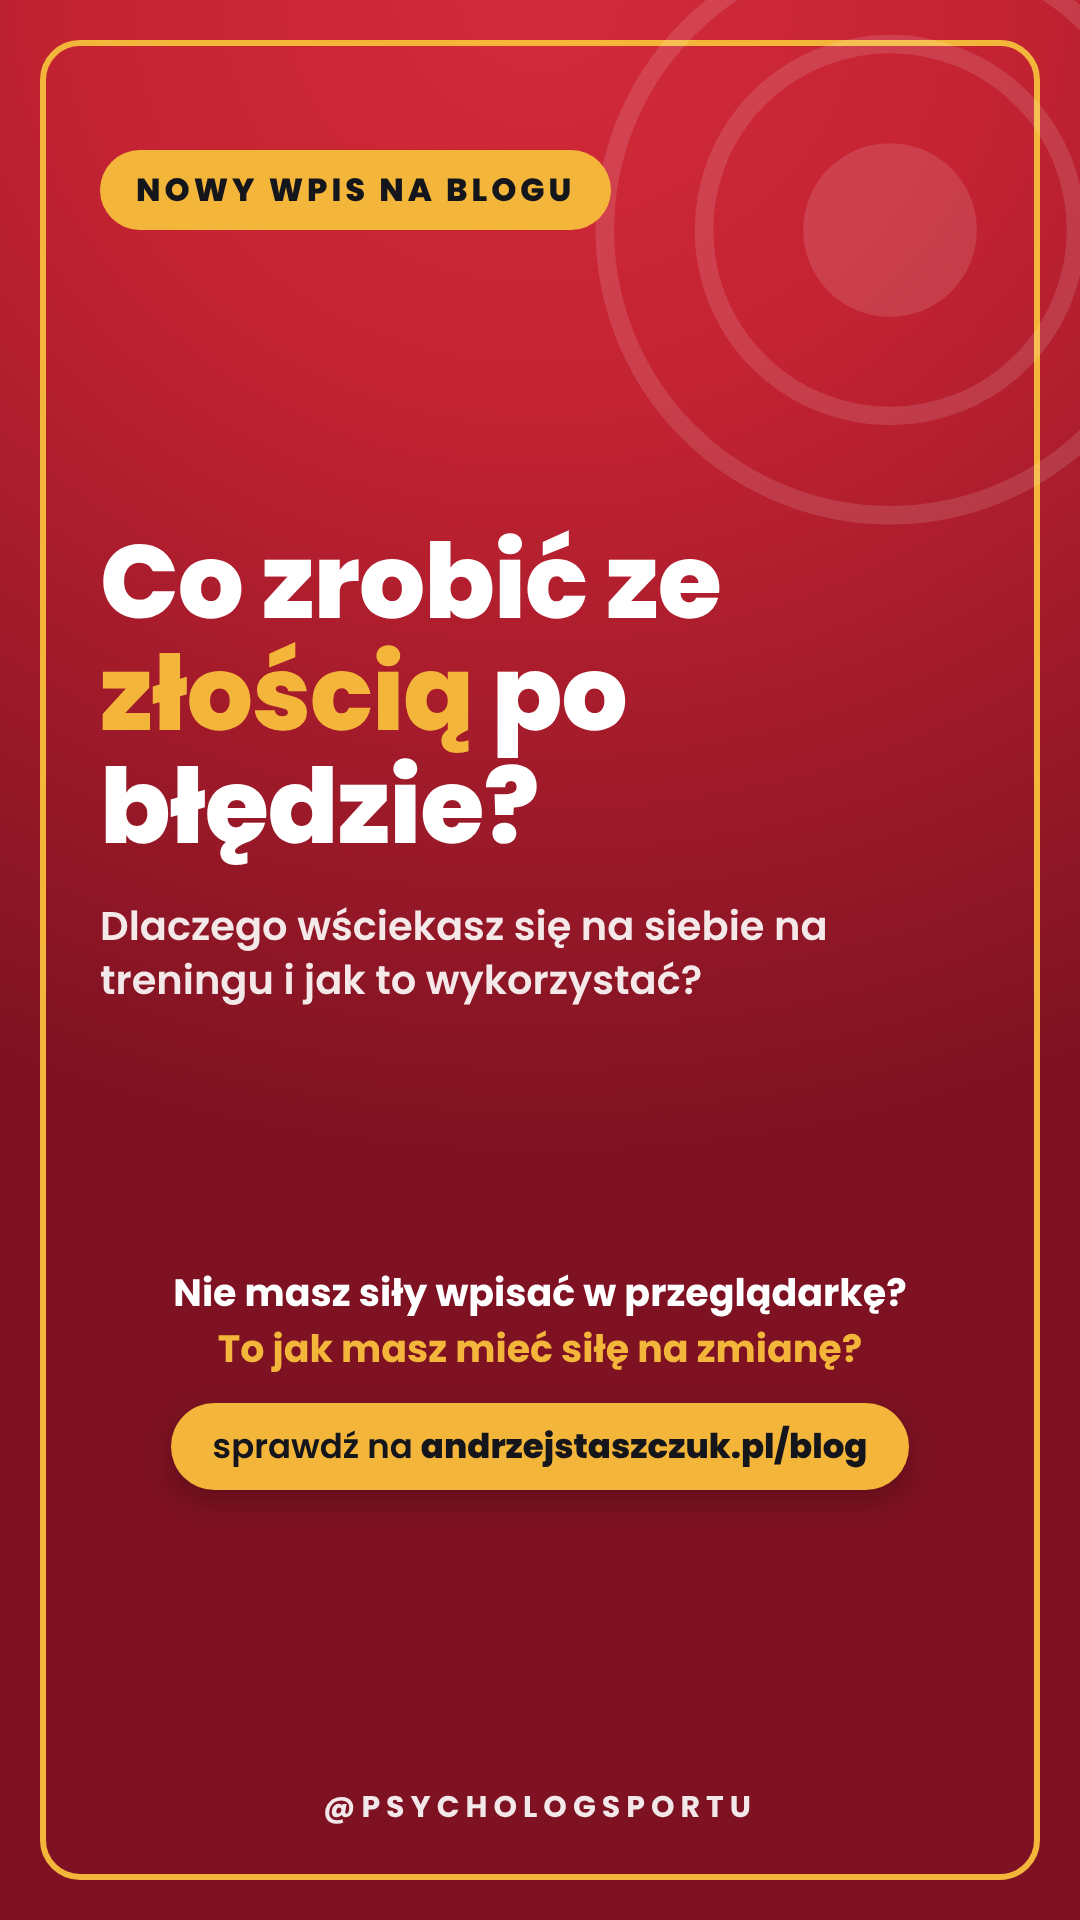 NOWY WPIS NA BLOGU
Co zrobić ze
złością po
błędzie?
Dlaczego wściekasz się na siebie na
treningu i jak to wykorzystać?
Nie masz siły wpisać w przeglądarkę?
To jak masz mieć siłę na zmianę?
sprawdź na andrzejstaszczuk.pl/blog
@PSYCHOLOGSPORTU